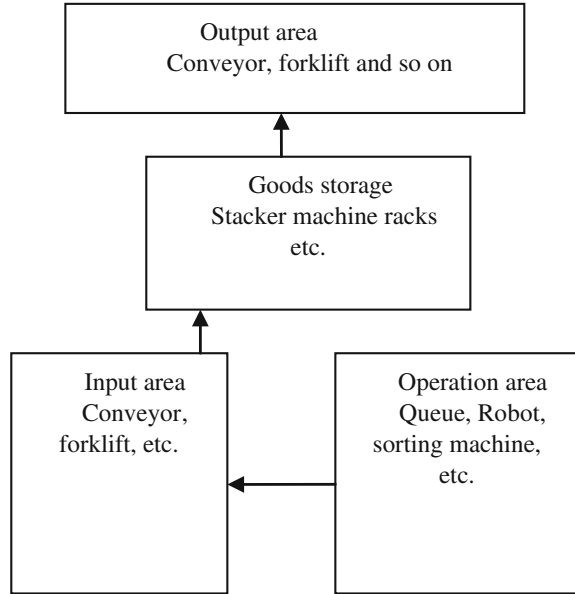 Output area
Conveyor, forklift and so on
Goods storage
Stacker machine racks
etc.
Input area
Conveyor,
forklift, etc.
Operation area
Queue, Robot,
sorting machine,
etc.